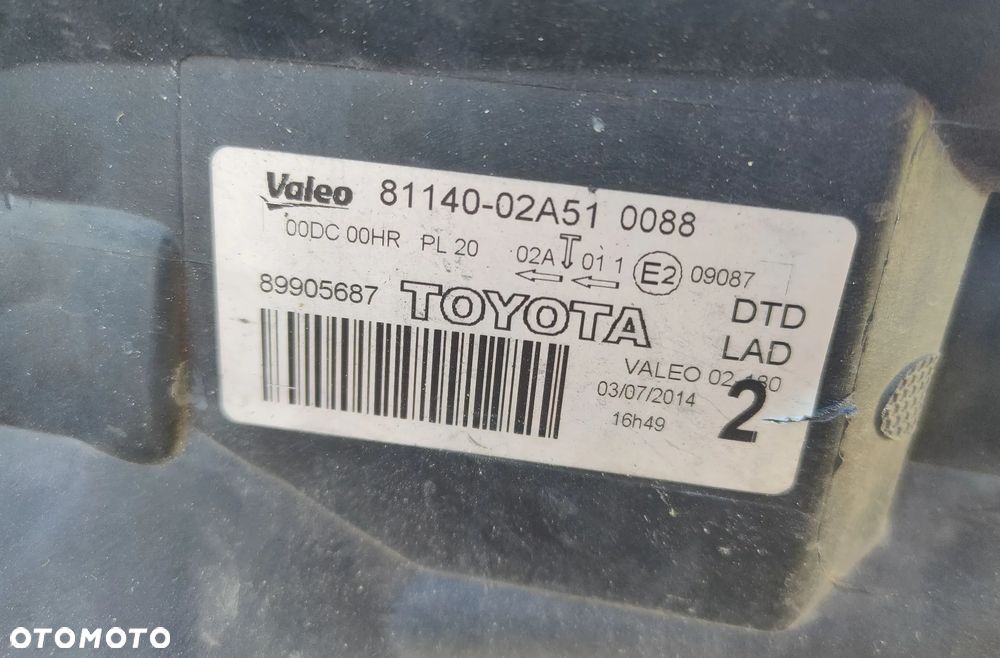 Valeo 81140-02A51 0088
00DC 00HR PL 20 02A 01 1 E2 09087
89905687 TOYOTA DTD
LAD
VALEO 02
03/07/2014
16h49 2
OTOMOTO